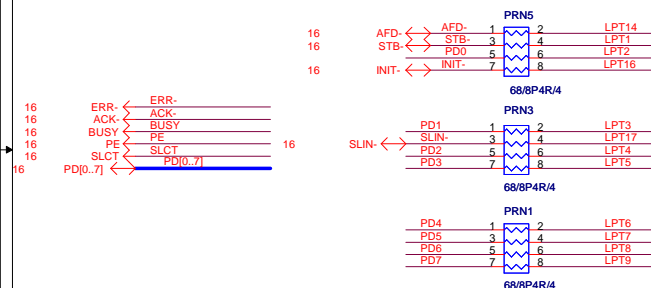 PRN5
16 AFD- AFD- 1 2 LPT14
16 STB- STB- 3 4 LPT1
PD0 5 6 LPT2
16 INIT- INIT- 7 8 LPT16
68/8P4R/4
16 ERR- ERR-
16 ACK- ACK-
16 BUSY BUSY
16 PE PE
16 SLCT SLCT
16 PD[0..7] PD[0..7]
PRN3
PD1 1 2 LPT3
16 SLIN- SLIN- 3 4 LPT17
PD2 5 6 LPT4
PD3 7 8 LPT5
68/8P4R/4
PRN1
PD4 1 2 LPT6
PD5 3 4 LPT7
PD6 5 6 LPT8
PD7 7 8 LPT9
68/8P4R/4